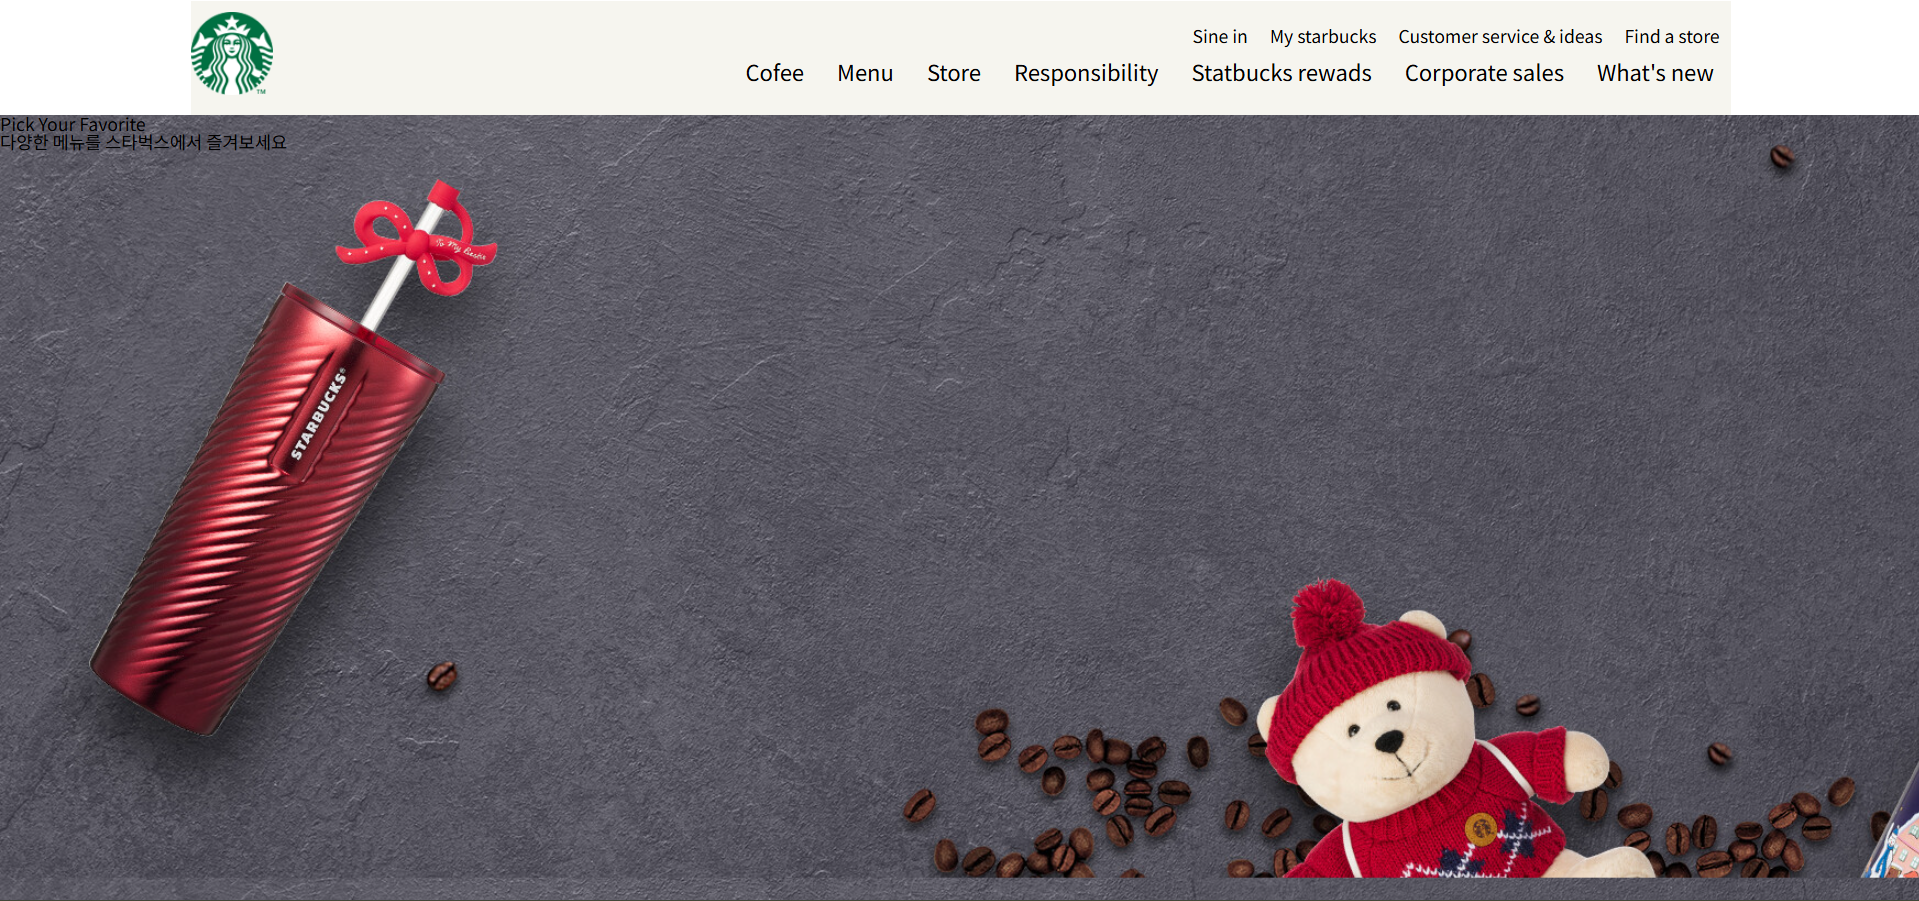 Sine in My starbucks Customer service & ideas Find a store
Cofee Menu Store Responsibility Statbucks rewads Corporate sales What's new
TM
Pick Your Favorite
다양한 메뉴를 스타벅스에서 즐겨보세요
To My Bestie
STARBUCKS®